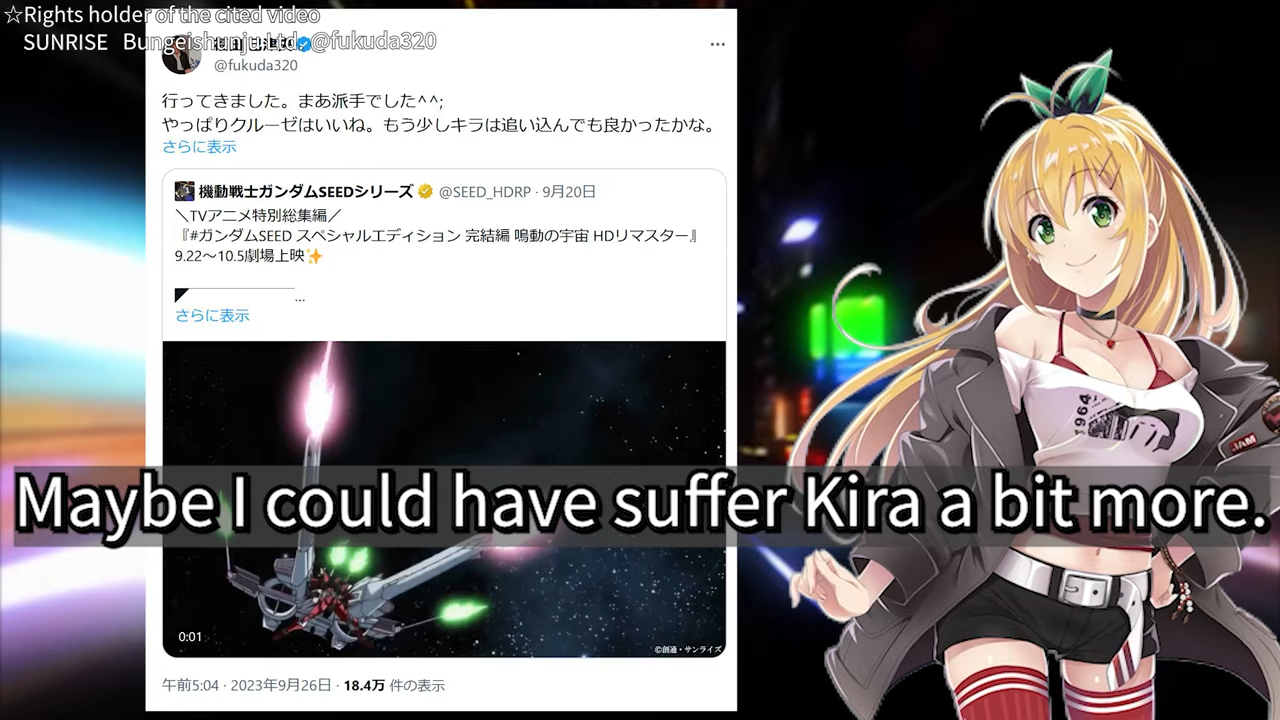 ☆Rights holder of the cited video
SUNRISE Bungeishunju Ltd. @fukuda320
@fukuda320
行ってきました。まあ派手でした^^;
やっぱりクルーゼはいいね。もう少しキラは追い込んでも良かったかな。
さらに表示
機動戦士ガンダムSEEDシリーズ @SEED_HDRP · 9月20日
＼TVアニメ特別総集編／
『#ガンダムSEED スペシャルエディション 完結編 鳴動の宇宙 HDリマスター』
9.22〜10.5劇場上映✨
...
さらに表示
1964
JAM
Maybe I could have suffer Kira a bit more.
0:01
©創通・サンライズ
午前5:04 · 2023年9月26日 · 18.4万 件の表示